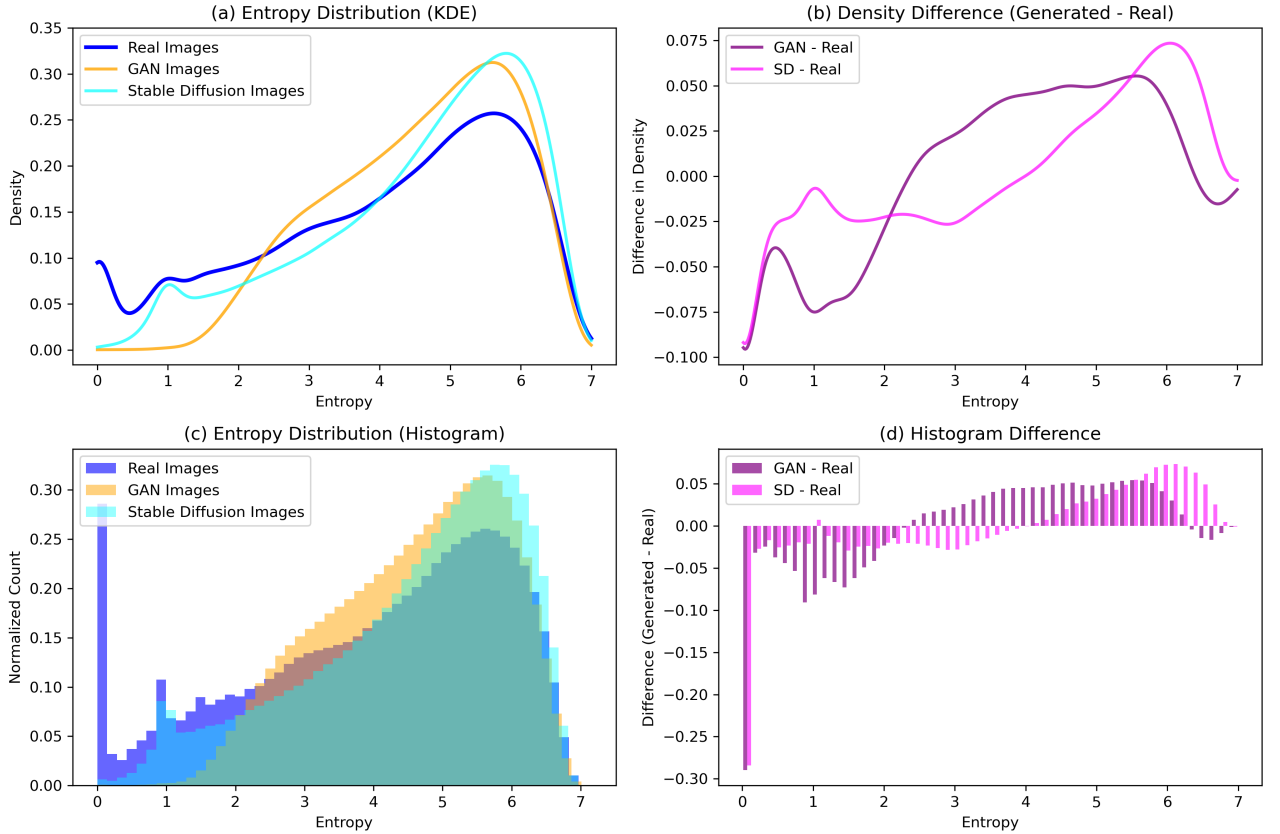 (a) Entropy Distribution (KDE)
Real Images
GAN Images
Stable Diffusion Images
0.35
0.30
0.25
0.20
0.15
0.10
0.05
0.00
Density
0 1 2 3 4 5 6 7
Entropy
(b) Density Difference (Generated - Real)
GAN - Real
SD - Real
0.075
0.050
0.025
0.000
−0.025
−0.050
−0.075
−0.100
Difference in Density
0 1 2 3 4 5 6 7
Entropy
(c) Entropy Distribution (Histogram)
Real Images
GAN Images
Stable Diffusion Images
0.30
0.25
0.20
0.15
0.10
0.05
0.00
Normalized Count
0 1 2 3 4 5 6 7
Entropy
(d) Histogram Difference
GAN - Real
SD - Real
0.05
0.00
−0.05
−0.10
−0.15
−0.20
−0.25
−0.30
Difference (Generated - Real)
0 1 2 3 4 5 6 7
Entropy